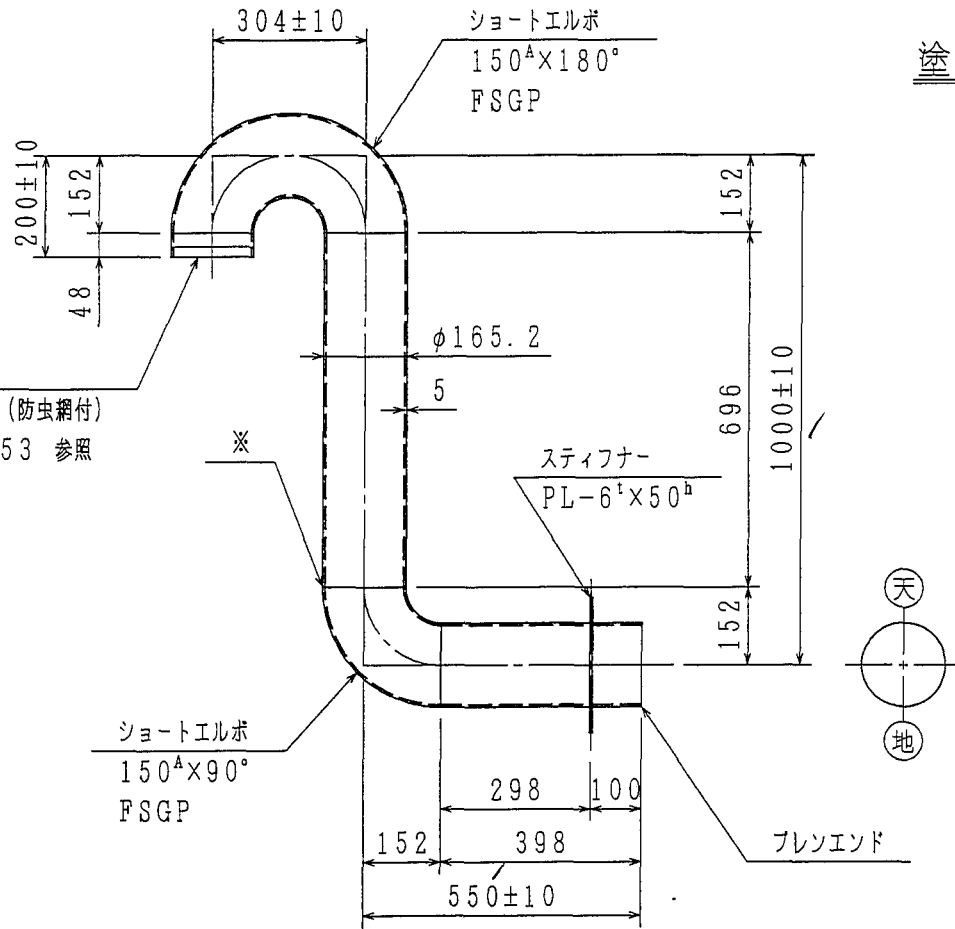 304±10
ショートエルボ
150ᴬ×180°
FSGP
塗
200±10
152
48
152
696
152
1000±10
φ165.2
5
(防虫網付)
53 参照
※
スティフナー
PL-6ᵗ×50ʰ
天
地
ショートエルボ
150ᴬ×90°
FSGP
298
100
152
398
550±10
プレンエンド